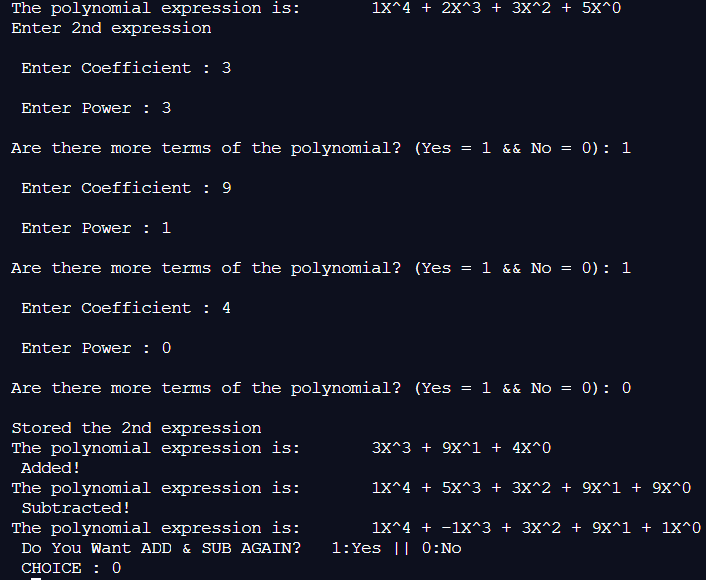 The polynomial expression is: 1X^4 + 2X^3 + 3X^2 + 5X^0
Enter 2nd expression
Enter Coefficient : 3
Enter Power : 3
Are there more terms of the polynomial? (Yes = 1 && No = 0): 1
Enter Coefficient : 9
Enter Power : 1
Are there more terms of the polynomial? (Yes = 1 && No = 0): 1
Enter Coefficient : 4
Enter Power : 0
Are there more terms of the polynomial? (Yes = 1 && No = 0): 0
Stored the 2nd expression
The polynomial expression is: 3X^3 + 9X^1 + 4X^0
Added!
The polynomial expression is: 1X^4 + 5X^3 + 3X^2 + 9X^1 + 9X^0
Subtracted!
The polynomial expression is: 1X^4 + -1X^3 + 3X^2 + 9X^1 + 1X^0
Do You Want ADD & SUB AGAIN? 1:Yes || 0:No
CHOICE : 0